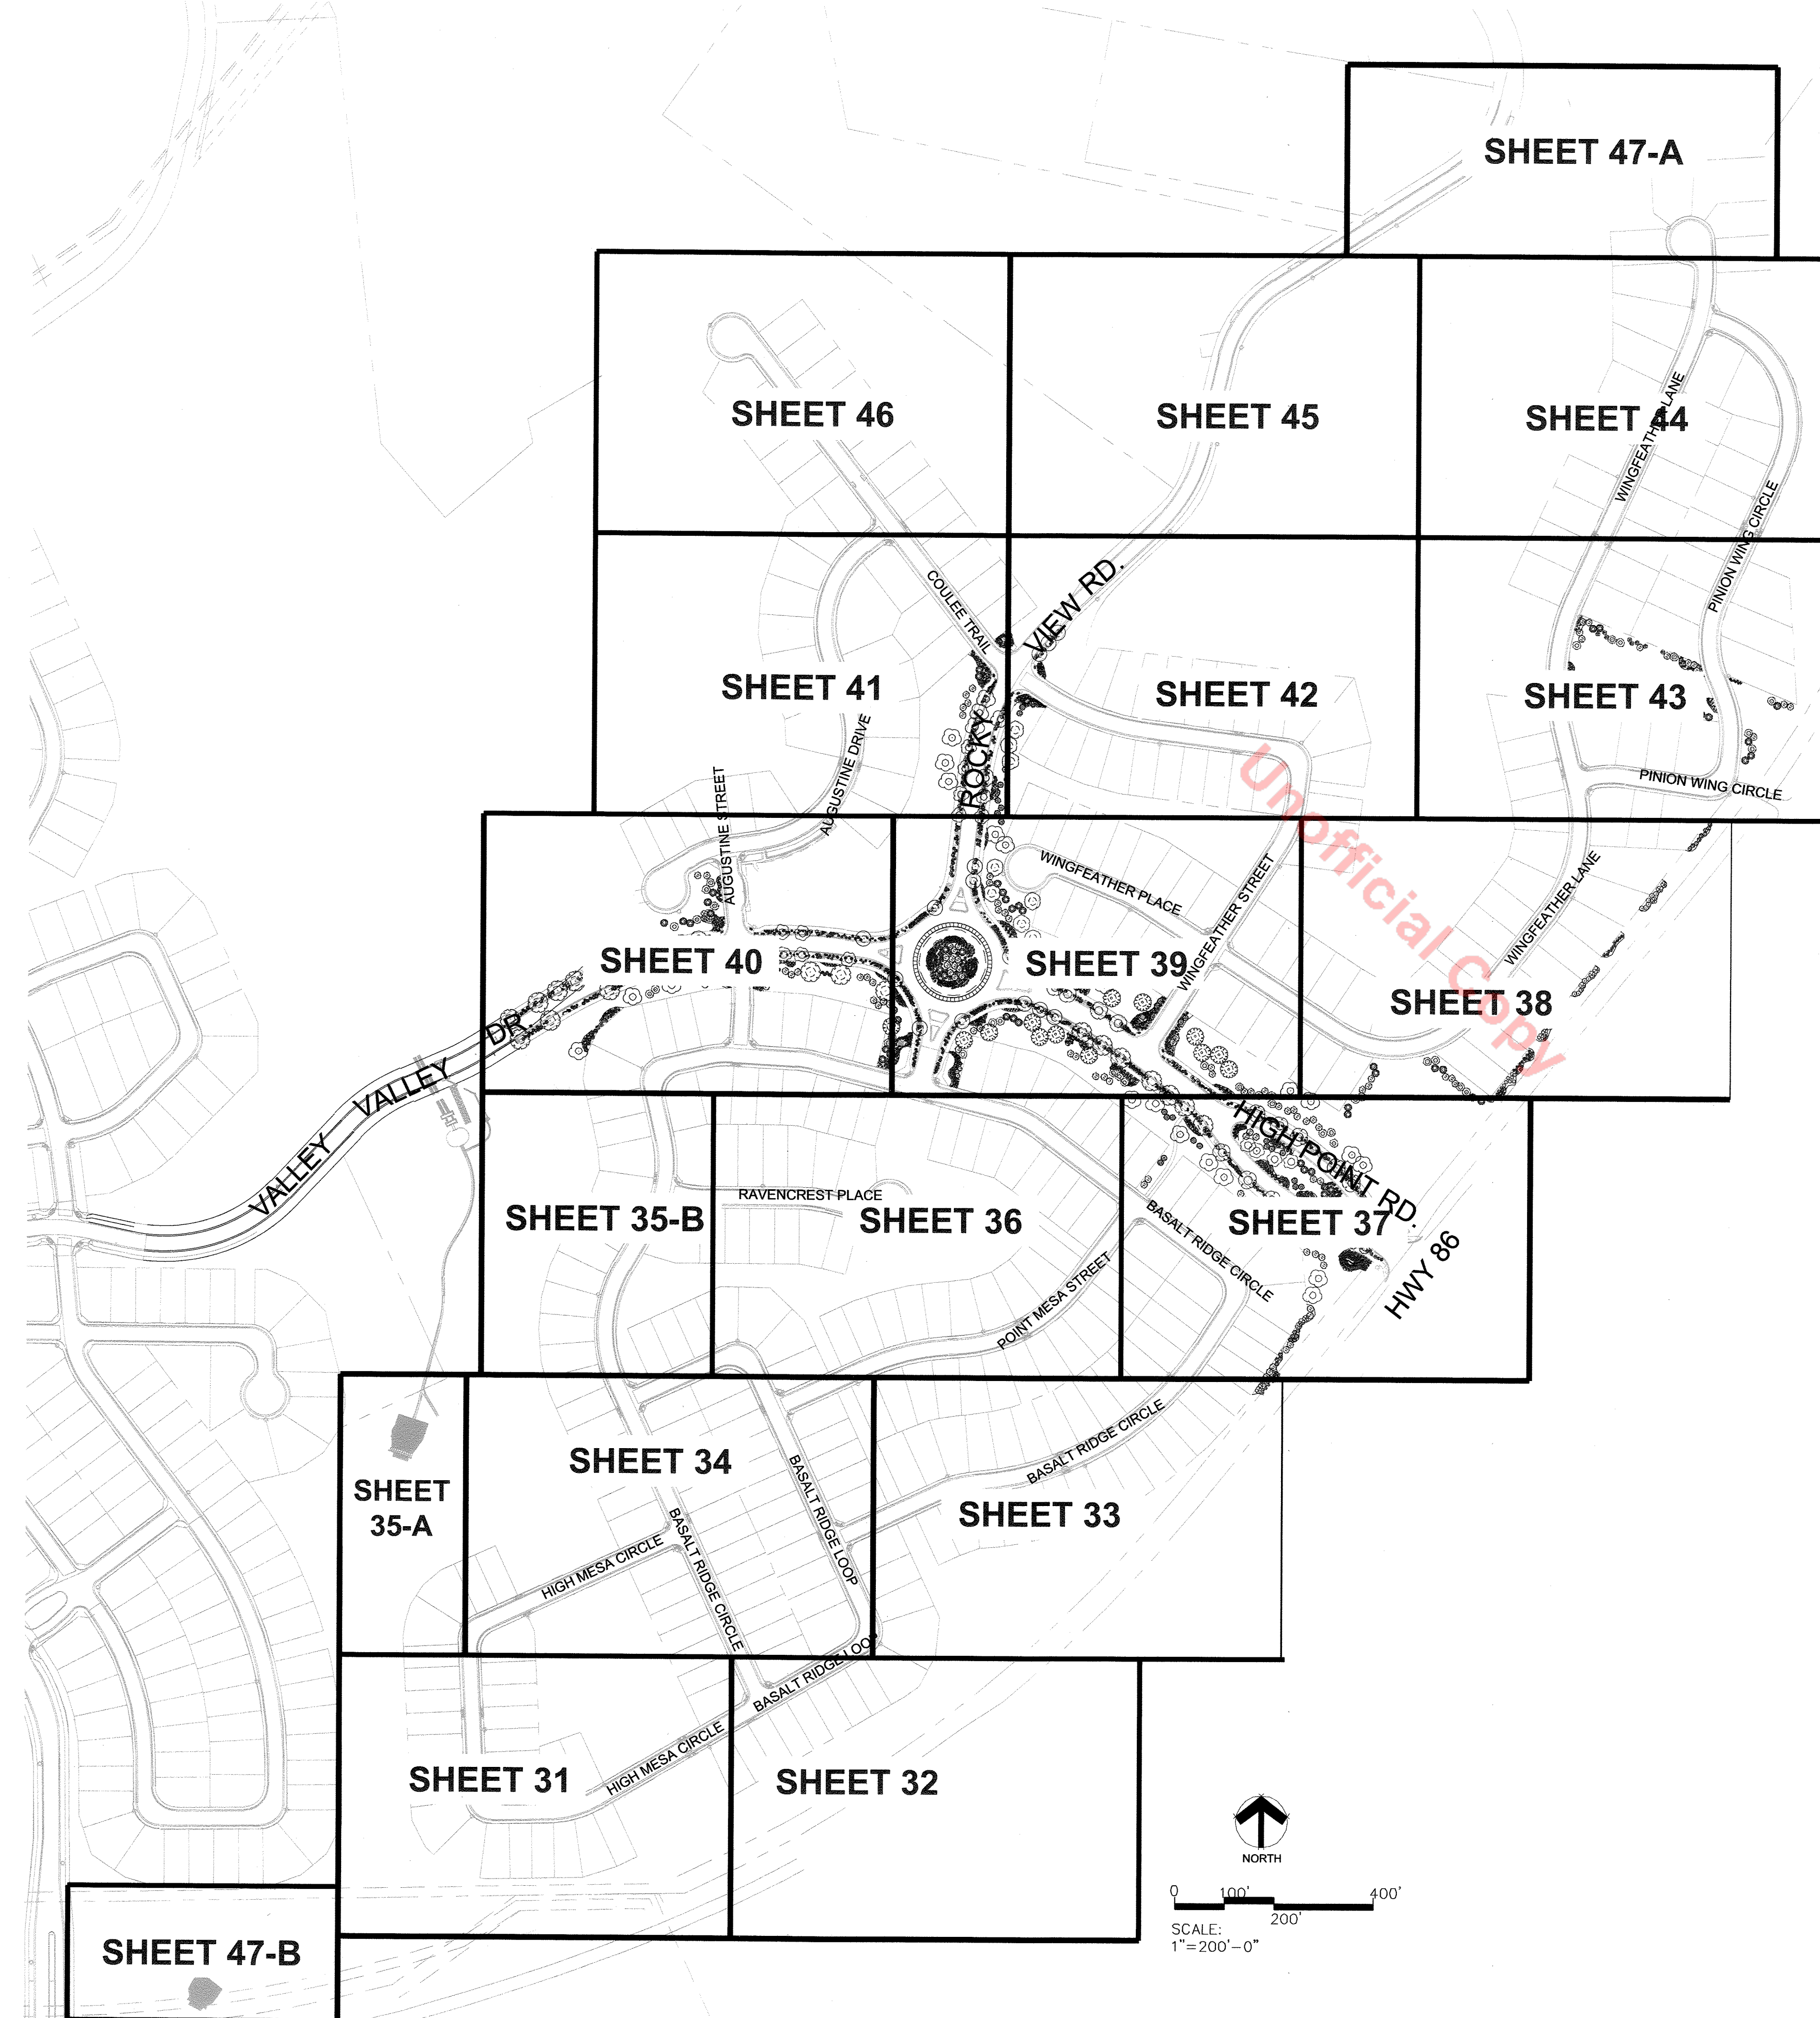 SHEET 47-A
SHEET 46
SHEET 45
SHEET 44
WINGFEATHER LANE
PINION WING CIRCLE
COULEE TRAIL
VIEW RD.
SHEET 41
SHEET 42
SHEET 43
ROCKY
AUGUSTINE DRIVE
AUGUSTINE STREET
PINION WING CIRCLE
Unofficial Copy
WINGFEATHER PLACE
WINGFEATHER STREET
WINGFEATHER LANE
SHEET 40
SHEET 39
SHEET 38
VALLEY
VALLEY
DR
HIGH POINT RD.
RAVENCREST PLACE
SHEET 35-B
SHEET 36
SHEET 37
BASALT RIDGE CIRCLE
HWY 86
POINT MESA STREET
SHEET 34
BASALT RIDGE LOOP
BASALT RIDGE CIRCLE
SHEET
35-A
SHEET 33
HIGH MESA CIRCLE
BASALT RIDGE CIRCLE
BASALT RIDGE LOOP
HIGH MESA CIRCLE
SHEET 31
SHEET 32
NORTH
0
100'
400'
200'
SCALE:
1"=200'-0"
SHEET 47-B